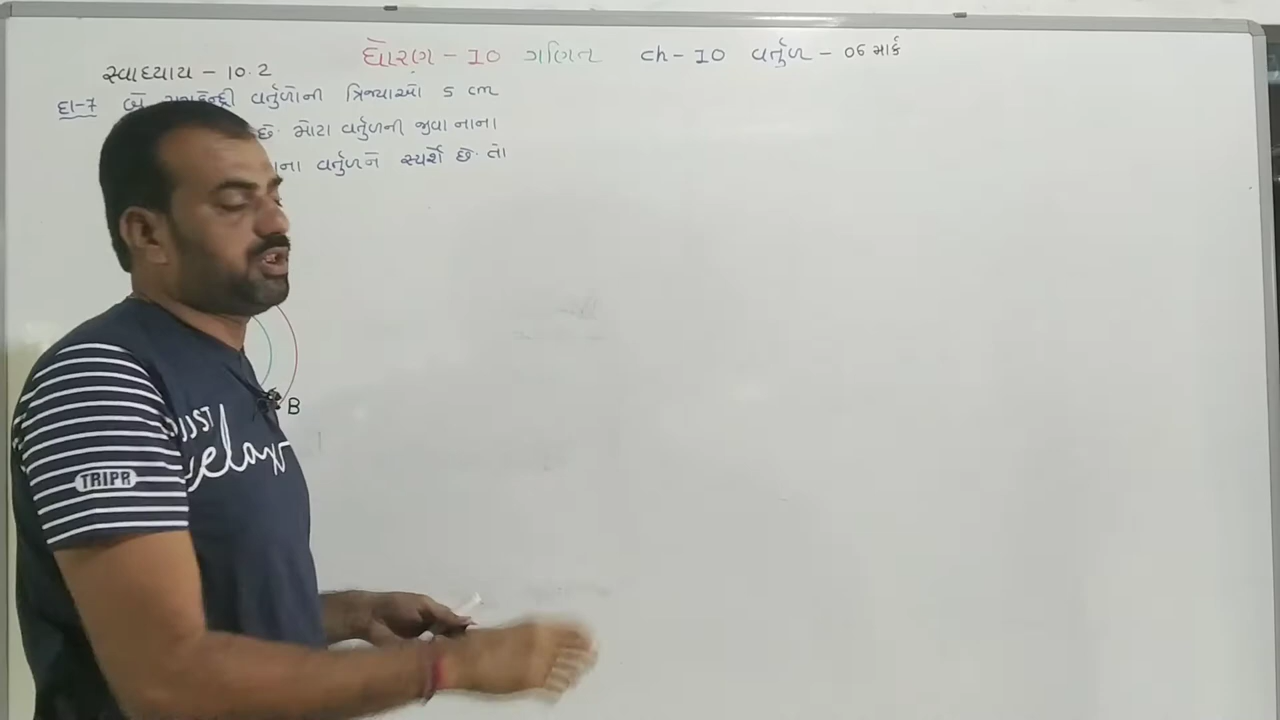 ધોરણ - 10 ગણિત ch - 10 વર્તુળ - 06 માર્ક
સ્વાધ્યાય - 10.2
દા-7 બે વર્તુળોની ત્રિજ્યાઓ 5 cm
છે. મોટા વર્તુળની જીવા નાના
વર્તુળને સ્પર્શે છે. તો
B
JUST
relax
TRIPR